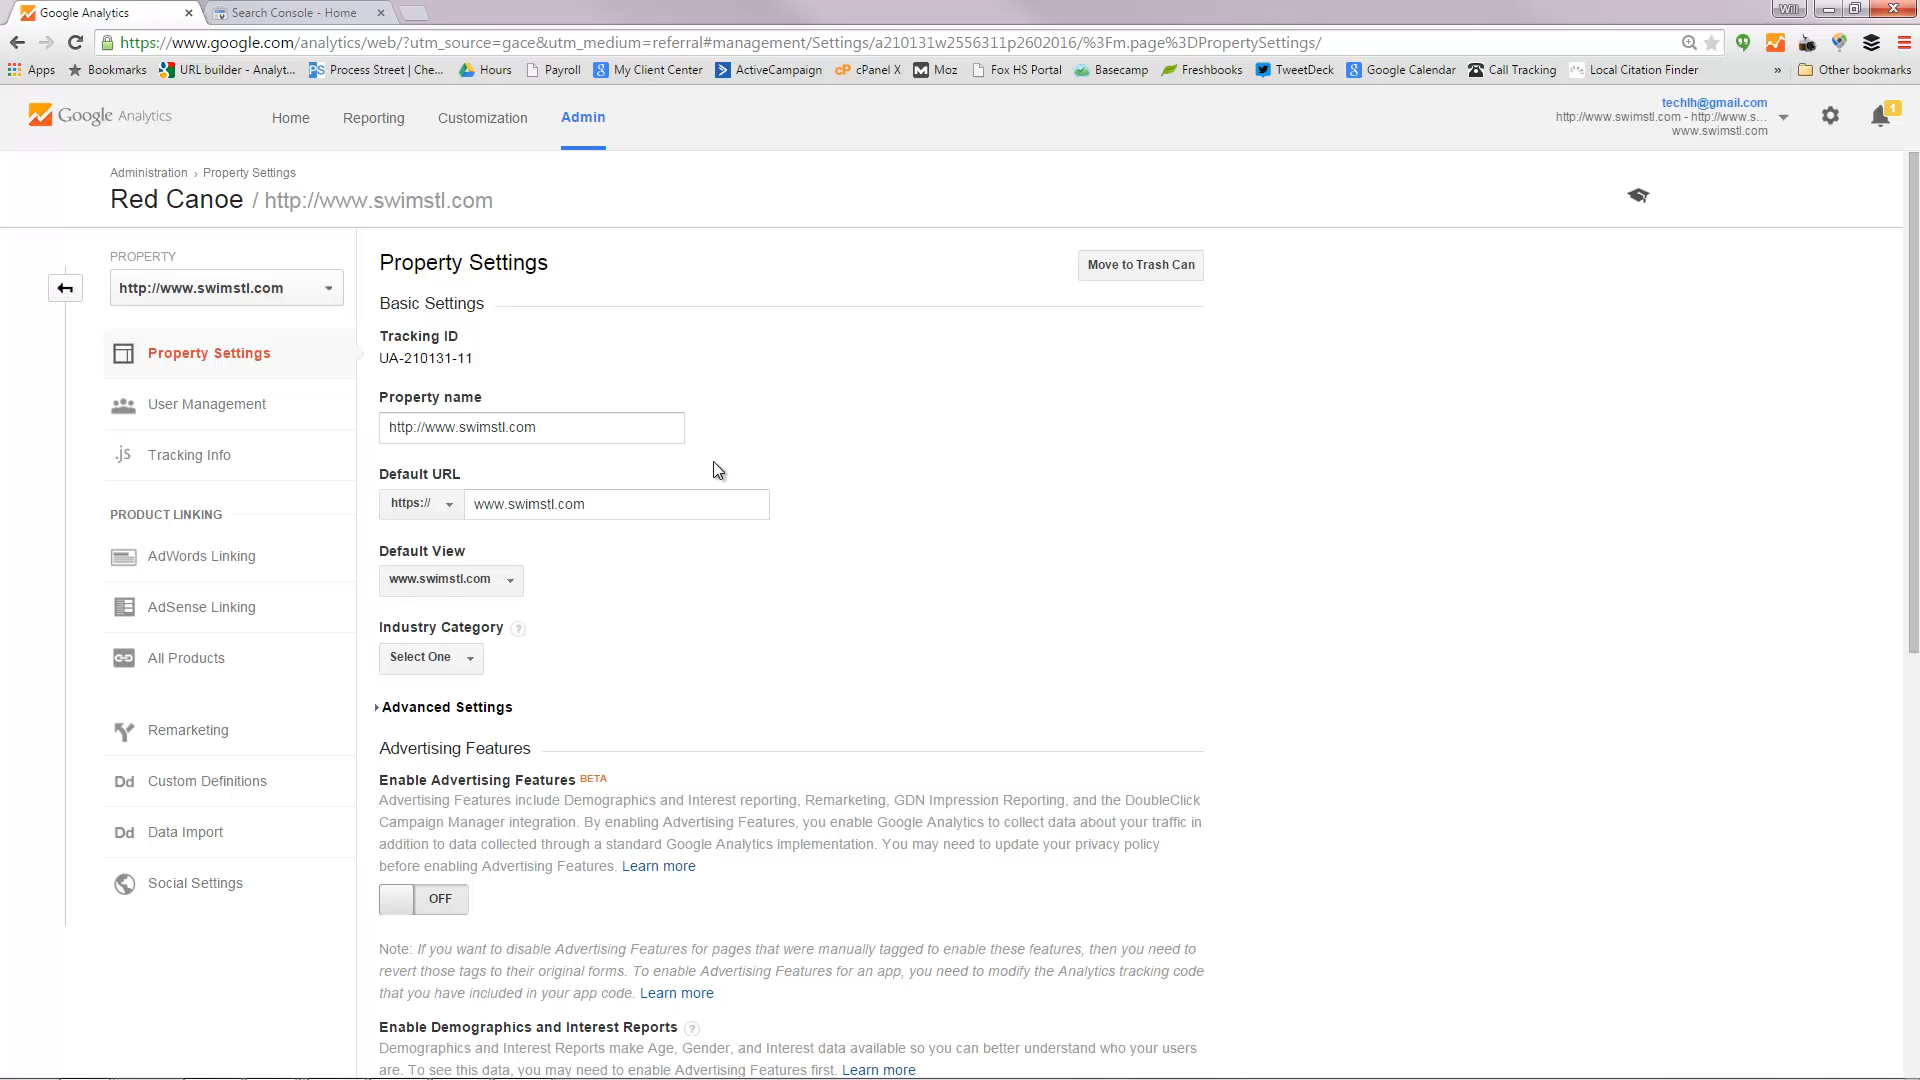 Google Analytics
Search Console - Home
Will
https://www.google.com/analytics/web/?utm_source=gace&utm_medium=referral#management/Settings/a210131w2556311p2602016/%3Fm.page%3DPropertySettings/
Apps
Bookmarks
URL builder - Analyt...
Process Street | Che...
Hours
Payroll
My Client Center
ActiveCampaign
cPanel X
Moz
Fox HS Portal
Basecamp
Freshbooks
TweetDeck
Google Calendar
Call Tracking
Local Citation Finder
»
Other bookmarks
Google Analytics
Home
Reporting
Customization
Admin
techlh@gmail.com
http://www.swimstl.com - http://www.s...
www.swimstl.com
1
Administration › Property Settings
Red Canoe / http://www.swimstl.com
PROPERTY
http://www.swimstl.com
Property Settings
User Management
.js Tracking Info
PRODUCT LINKING
AdWords Linking
AdSense Linking
All Products
Remarketing
Dd Custom Definitions
Dd Data Import
Social Settings
Property Settings
Move to Trash Can
Basic Settings
Tracking ID
UA-210131-11
Property name
http://www.swimstl.com
Default URL
https:// www.swimstl.com
Default View
www.swimstl.com
Industry Category ?
Select One
Advanced Settings
Advertising Features
Enable Advertising Features BETA
Advertising Features include Demographics and Interest reporting, Remarketing, GDN Impression Reporting, and the DoubleClick
Campaign Manager integration. By enabling Advertising Features, you enable Google Analytics to collect data about your traffic in
addition to data collected through a standard Google Analytics implementation. You may need to update your privacy policy
before enabling Advertising Features. Learn more
OFF
Note: If you want to disable Advertising Features for pages that were manually tagged to enable these features, then you need to
revert those tags to their original forms. To enable Advertising Features for an app, you need to modify the Analytics tracking code
that you have included in your app code. Learn more
Enable Demographics and Interest Reports ?
Demographics and Interest Reports make Age, Gender, and Interest data available so you can better understand who your users
are. To see this data, you may need to enable Advertising Features first. Learn more